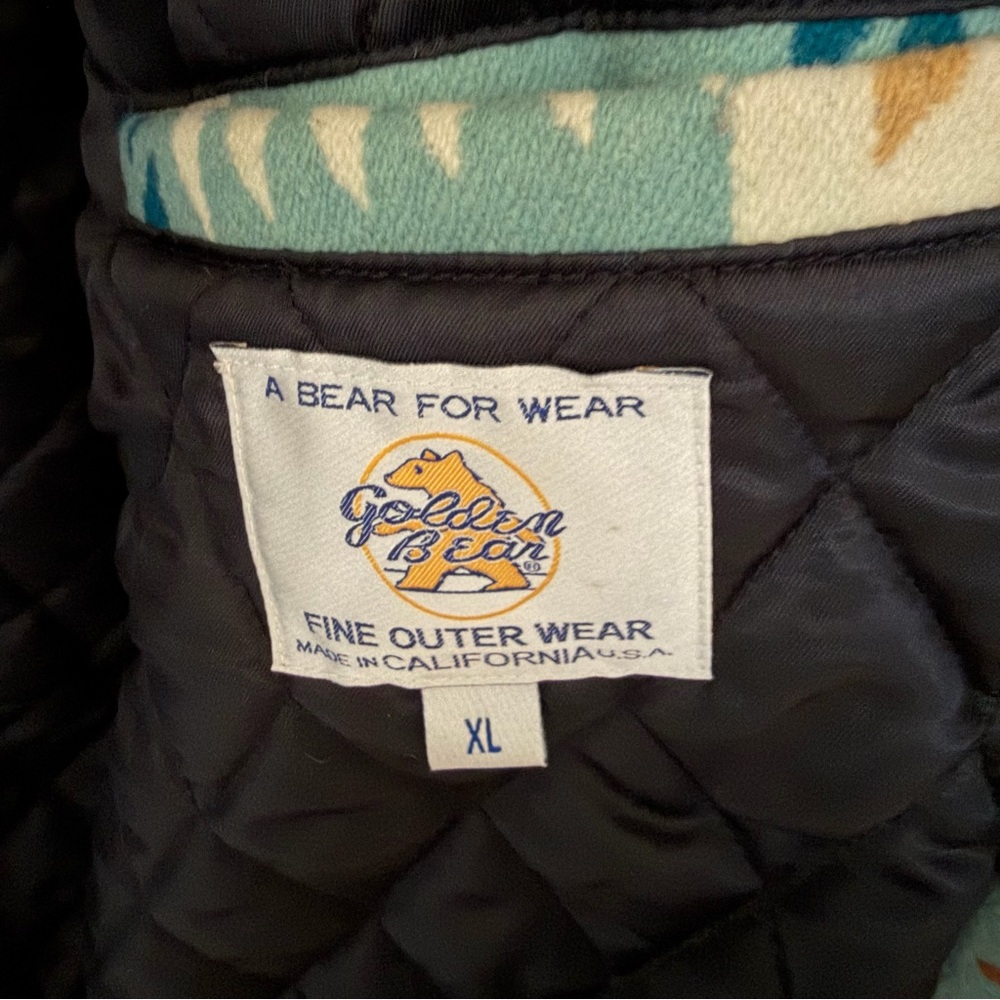 A BEAR FOR WEAR
Golden
Bear
®
FINE OUTER WEAR
MADE IN CALIFORNIA U.S.A.
XL